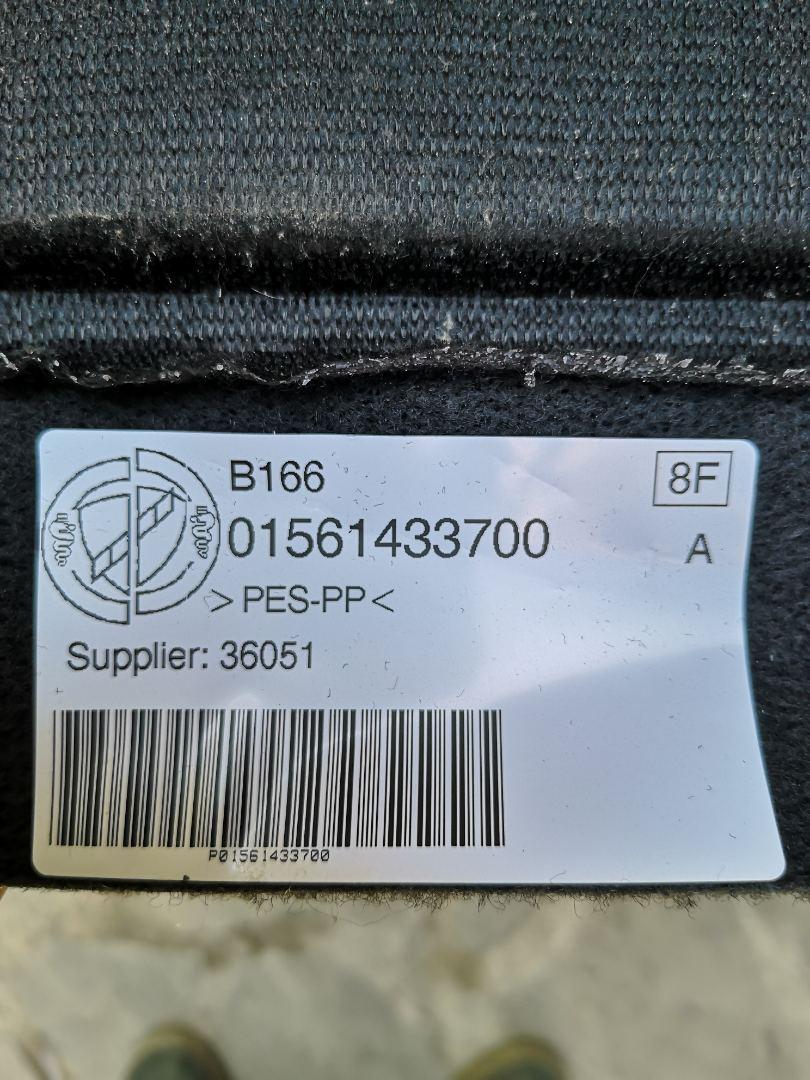 B166
8F
01561433700
A
>PES-PP<
Supplier: 36051
P01561433700